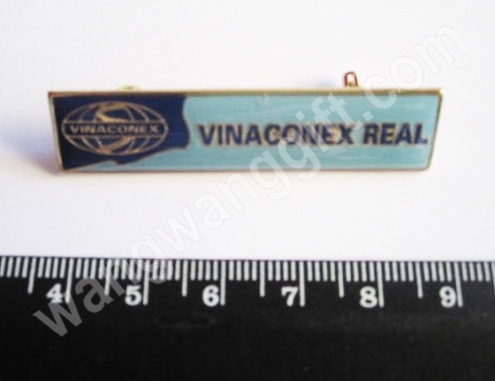 VINACONEX
VINACONEX REAL
4 5 6 7 8 9
wangwanggift.com